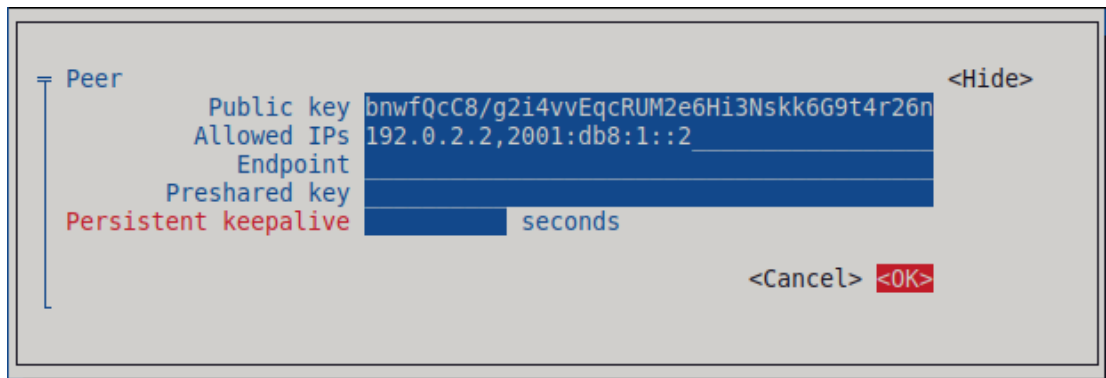 Peer <Hide>
Public key bnwfQcC8/g2i4vvEqcRUM2e6Hi3Nskk6G9t4r26n
Allowed IPs 192.0.2.2,2001:db8:1::2
Endpoint
Preshared key
Persistent keepalive seconds
<Cancel> <OK>